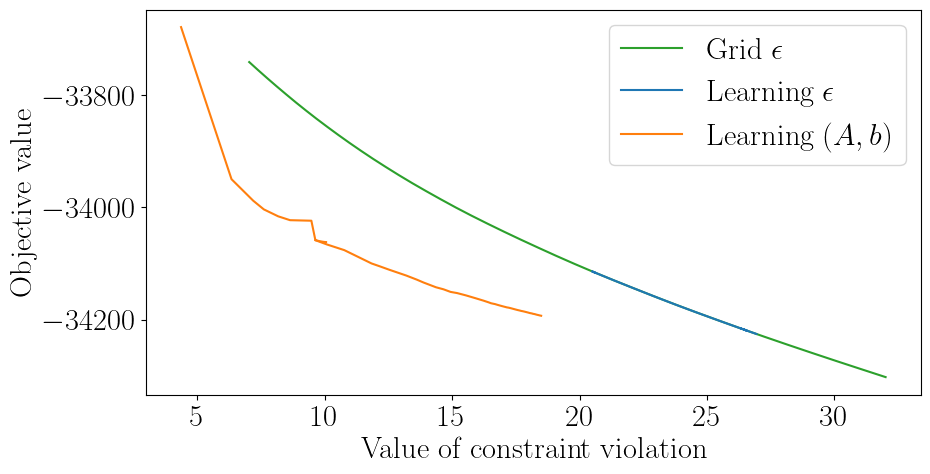 Objective value
−33800
−34000
−34200
5
10
15
20
25
30
Value of constraint violation
Grid ϵ
Learning ϵ
Learning (A, b)